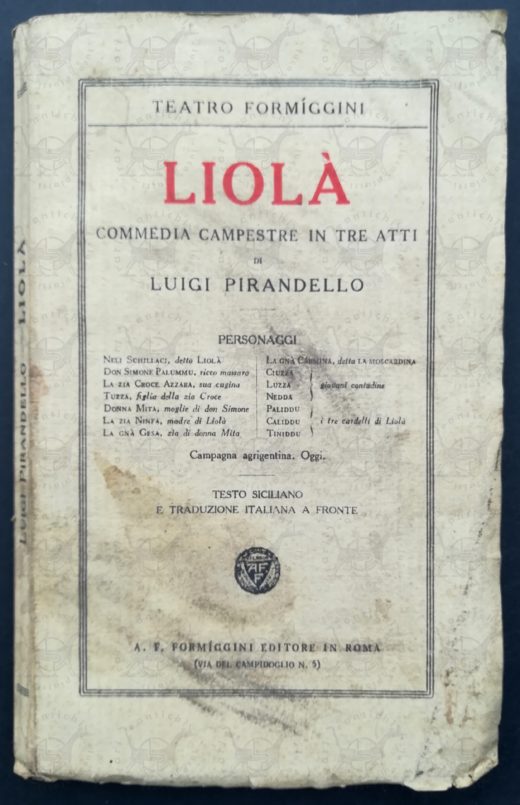 TEATRO FORMÍGGINI
LIOLÀ
COMMEDIA CAMPESTRE IN TRE ATTI
DI
LUIGI PIRANDELLO
PERSONAGGI
NELI SCHILLACI, detto LIOLÀ
DON SIMONE PALUMMU, ricco massaro
LA ZIA CROCE AZZARA, sua cugina
TUZZA, figlia della zia Croce
DONNA MITA, moglie di don Simone
LA ZIA NINFA, madre di Liolà
LA GNÀ GESA, zia di donna Mita
LA GNÀ CARMINA, detta LA MOSCARDINA
CIUZZA
LUZZA
NEDDA
giovani contadine
PALIDDU
CALIDDU
TINIDDU
i tre cardelli di Liolà
Campagna agrigentina. Oggi.
TESTO SICILIANO
E TRADUZIONE ITALIANA A FRONTE
AFF
A. F. FORMÍGGINI EDITORE IN ROMA
(VIA DEL CAMPIDOGLIO N. 5)
LUIGI PIRANDELLO - LIOLÀ